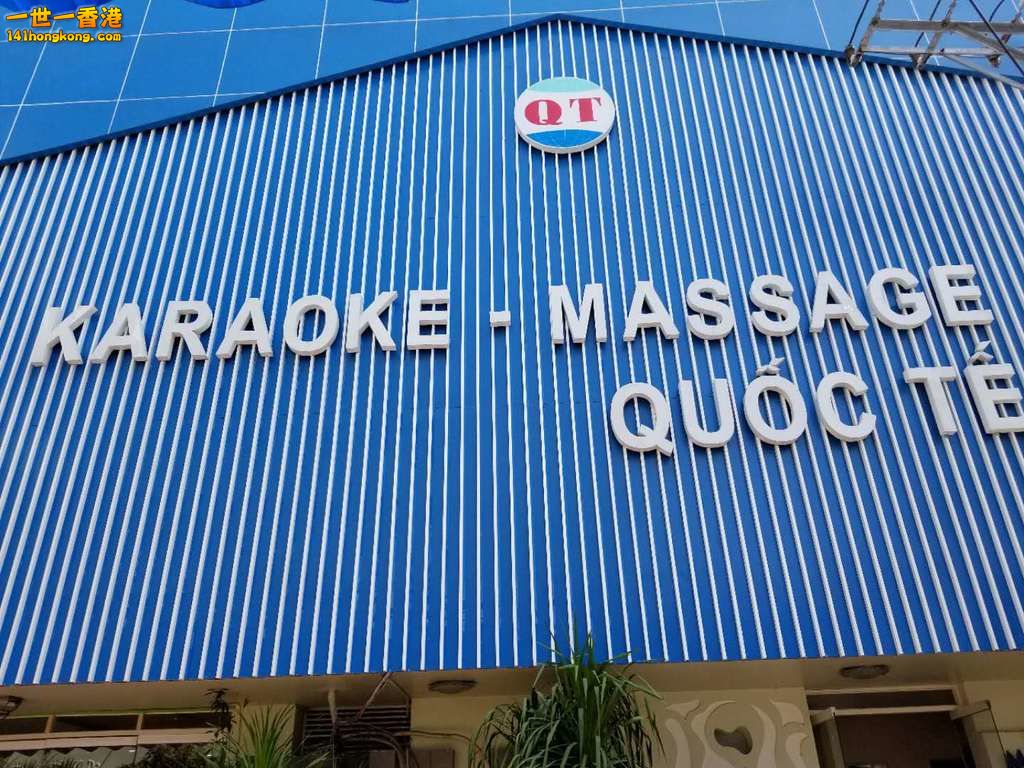 一世一香港
141hongkong.com
QT
KARAOKE - MASSAGE
QUỐC TẾ